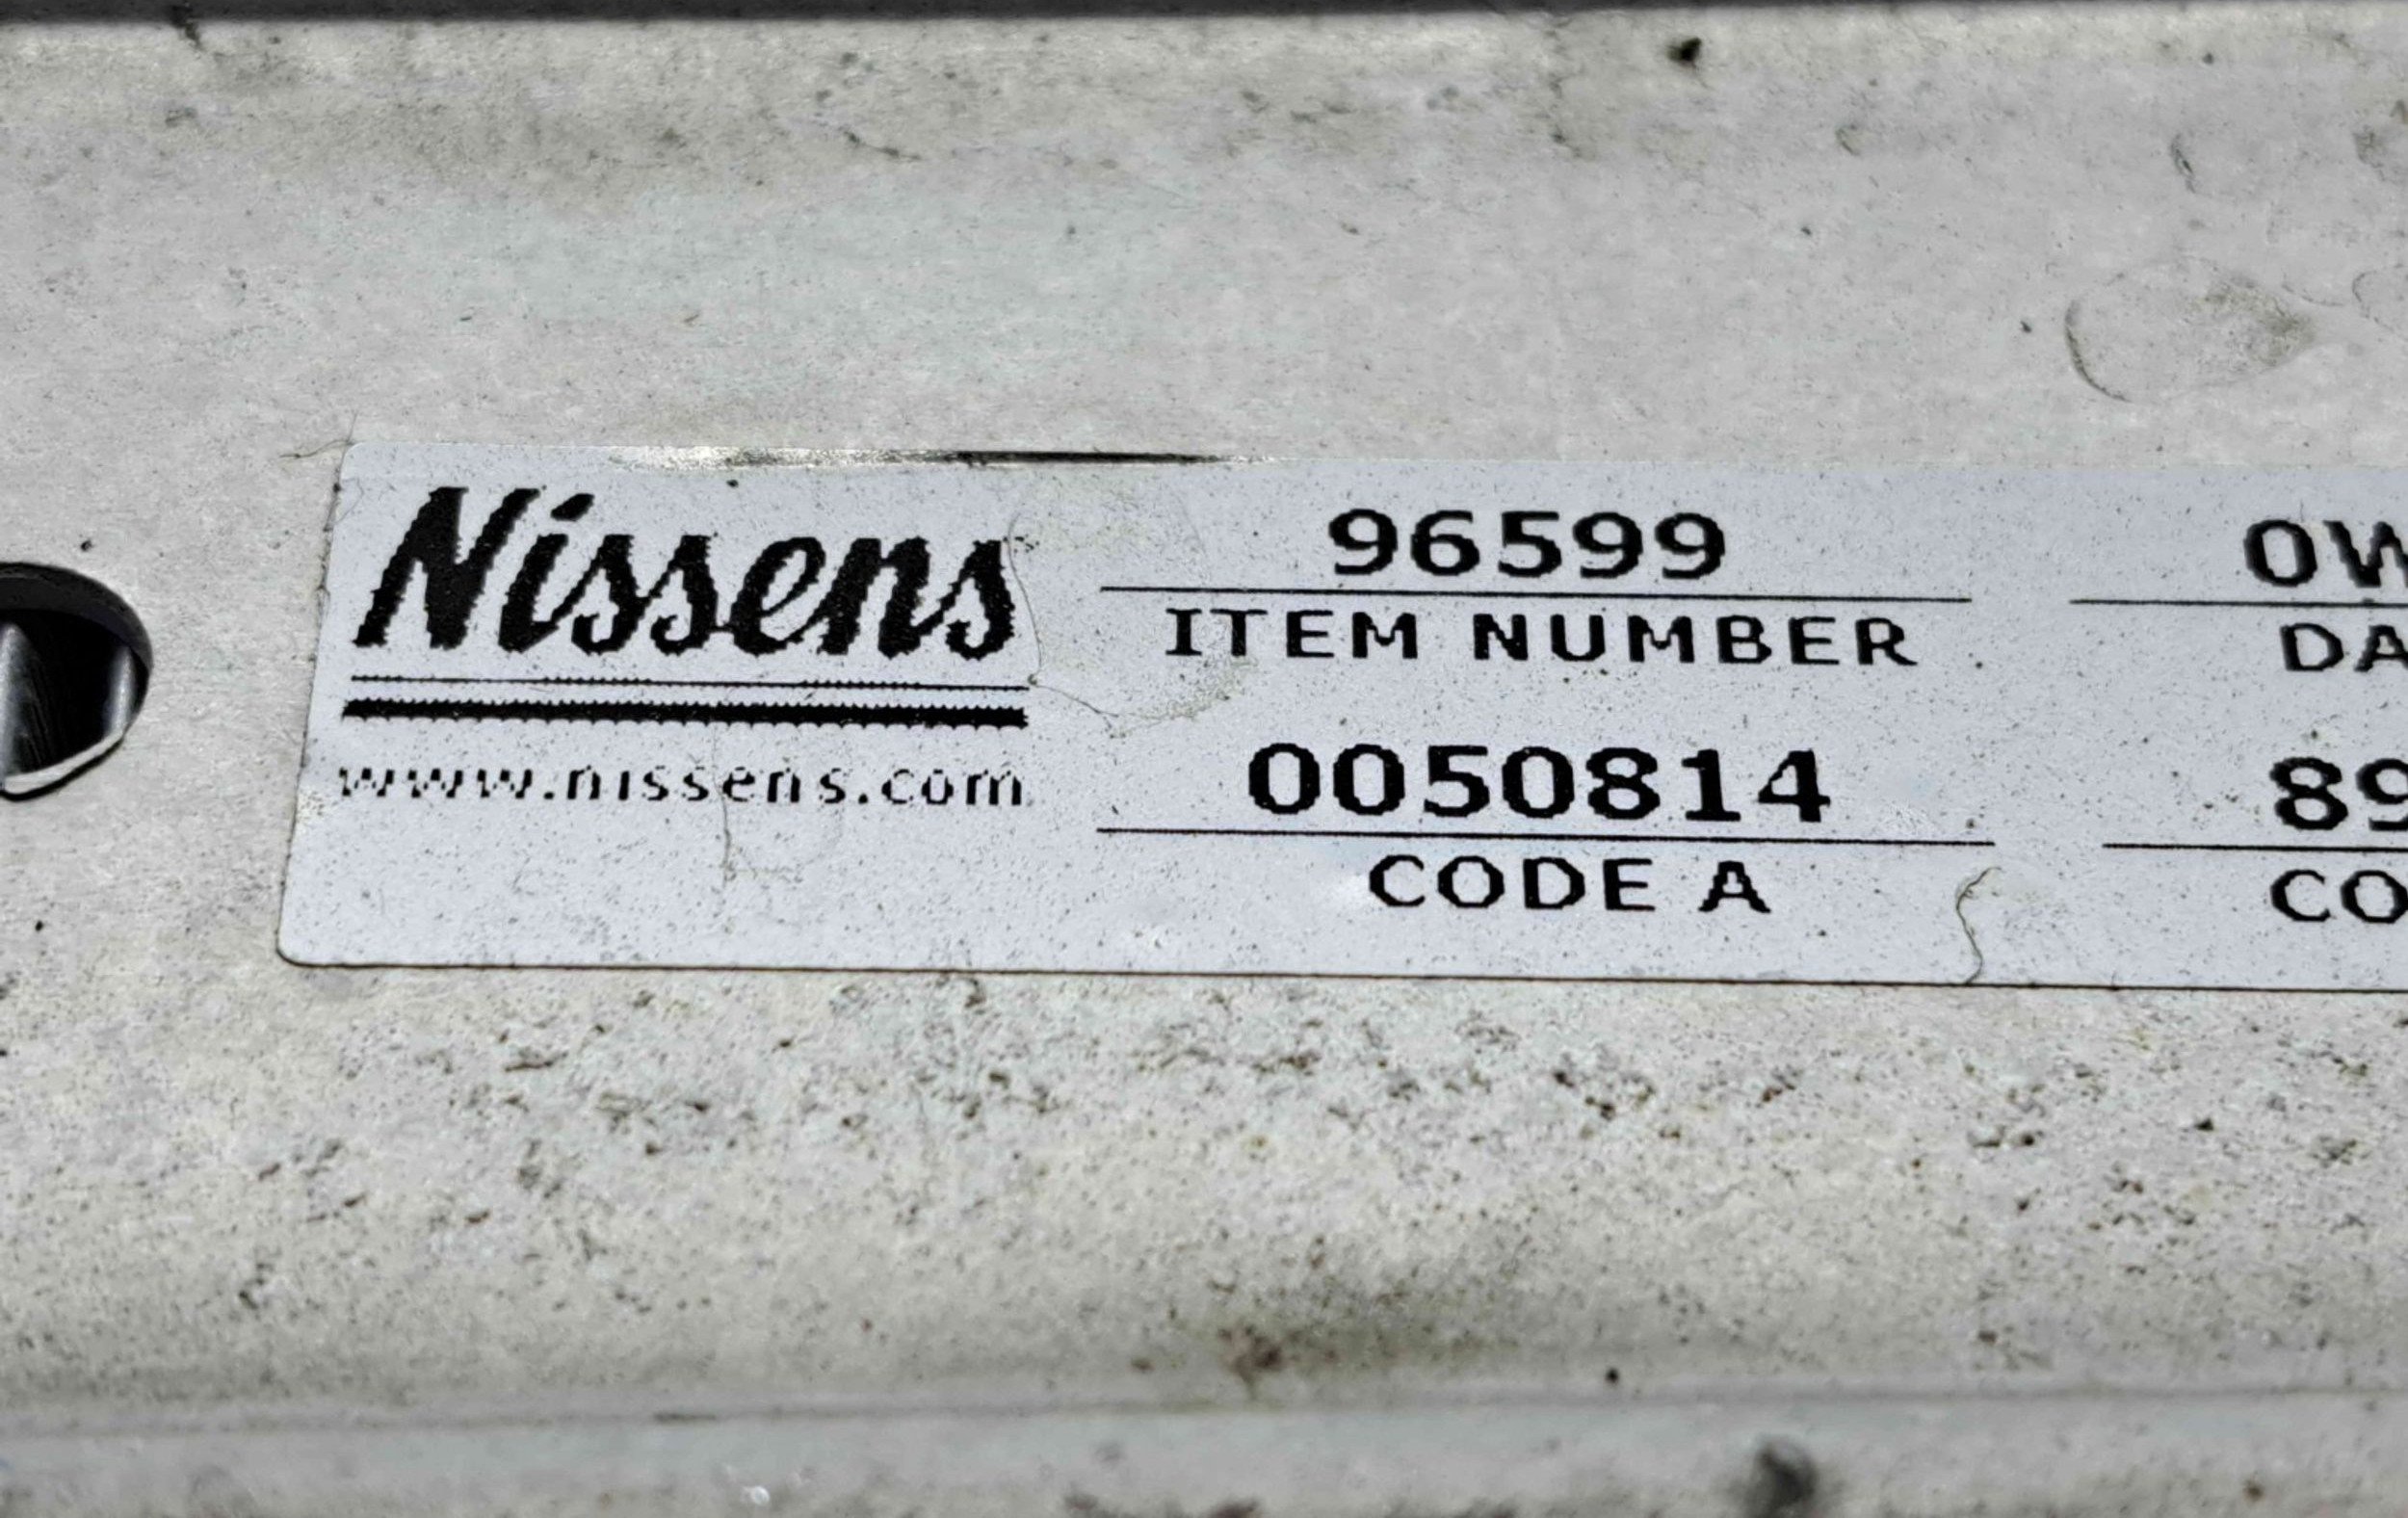 Nissens
www.nissens.com
96599
ITEM NUMBER
0050814
CODE A